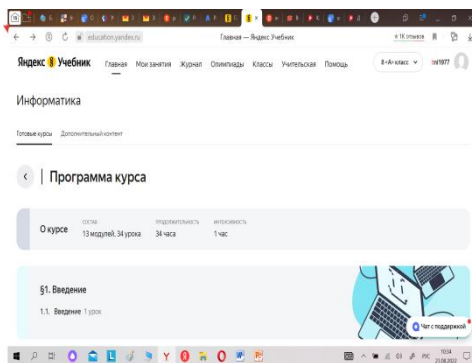 education.yandex.ru
Главная — Яндекс Учебник
Яндекс Учебник
Главная Мои занятия Журнал Олимпиады Классы Учительская Помощь
8 «А» класс
Информатика
Готовые курсы Дополнительный контент
Программа курса
О курсе
СОСТАВ ПРОДОЛЖИТЕЛЬНОСТЬ ИНТЕНСИВНОСТЬ
13 модулей, 34 урока 34 часа 1 час
§1. Введение
1.1. Введение 1 урок
Чат с поддержкой
РУС
10:34